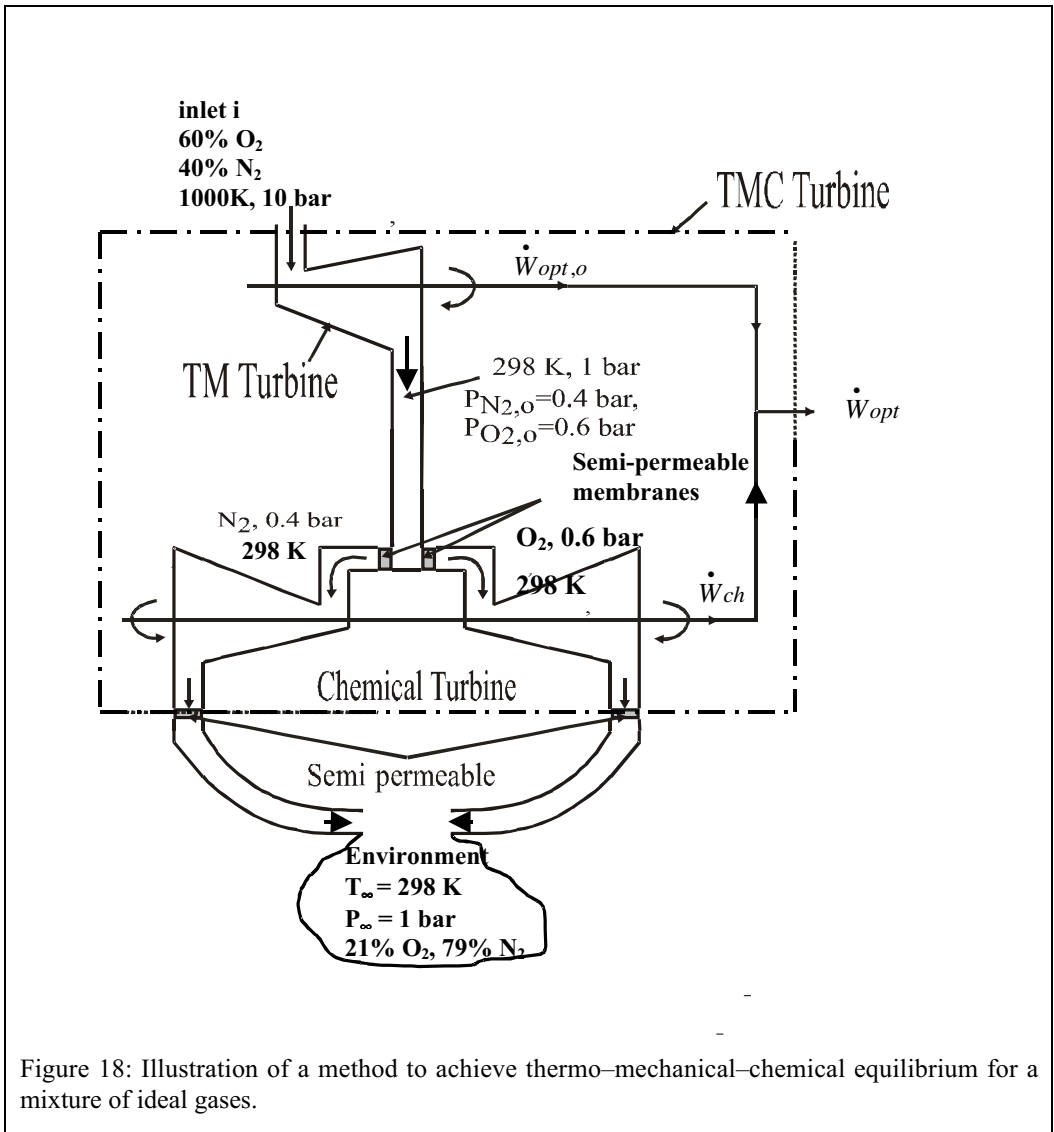 inlet i
60% O₂
40% N₂
1000K, 10 bar
TMC Turbine
Ẇopt,o
TM Turbine
298 K, 1 bar
P_N2,o=0.4 bar,
P_O2,o=0.6 bar
Ẇopt
Semi-permeable
membranes
N₂, 0.4 bar
298 K
O₂, 0.6 bar
298 K
Ẇch
Chemical Turbine
Semi permeable
Environment
T∞ = 298 K
P∞ = 1 bar
21% O₂, 79% N₂
Figure 18: Illustration of a method to achieve thermo–mechanical–chemical equilibrium for a
mixture of ideal gases.